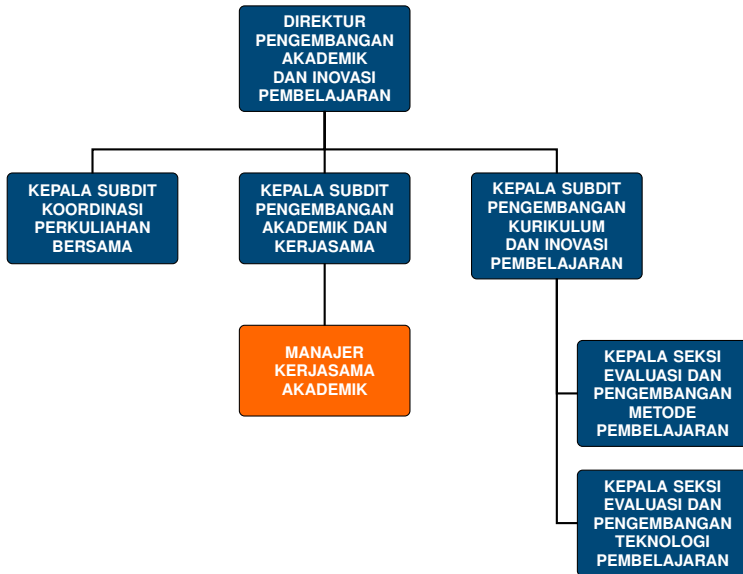 DIREKTUR
PENGEMBANGAN
AKADEMIK
DAN INOVASI
PEMBELAJARAN
KEPALA SUBDIT
KOORDINASI
PERKULIAHAN
BERSAMA
KEPALA SUBDIT
PENGEMBANGAN
AKADEMIK DAN
KERJASAMA
KEPALA SUBDIT
PENGEMBANGAN
KURIKULUM
DAN INOVASI
PEMBELAJARAN
MANAJER
KERJASAMA
AKADEMIK
KEPALA SEKSI
EVALUASI DAN
PENGEMBANGAN
METODE
PEMBELAJARAN
KEPALA SEKSI
EVALUASI DAN
PENGEMBANGAN
TEKNOLOGI
PEMBELAJARAN